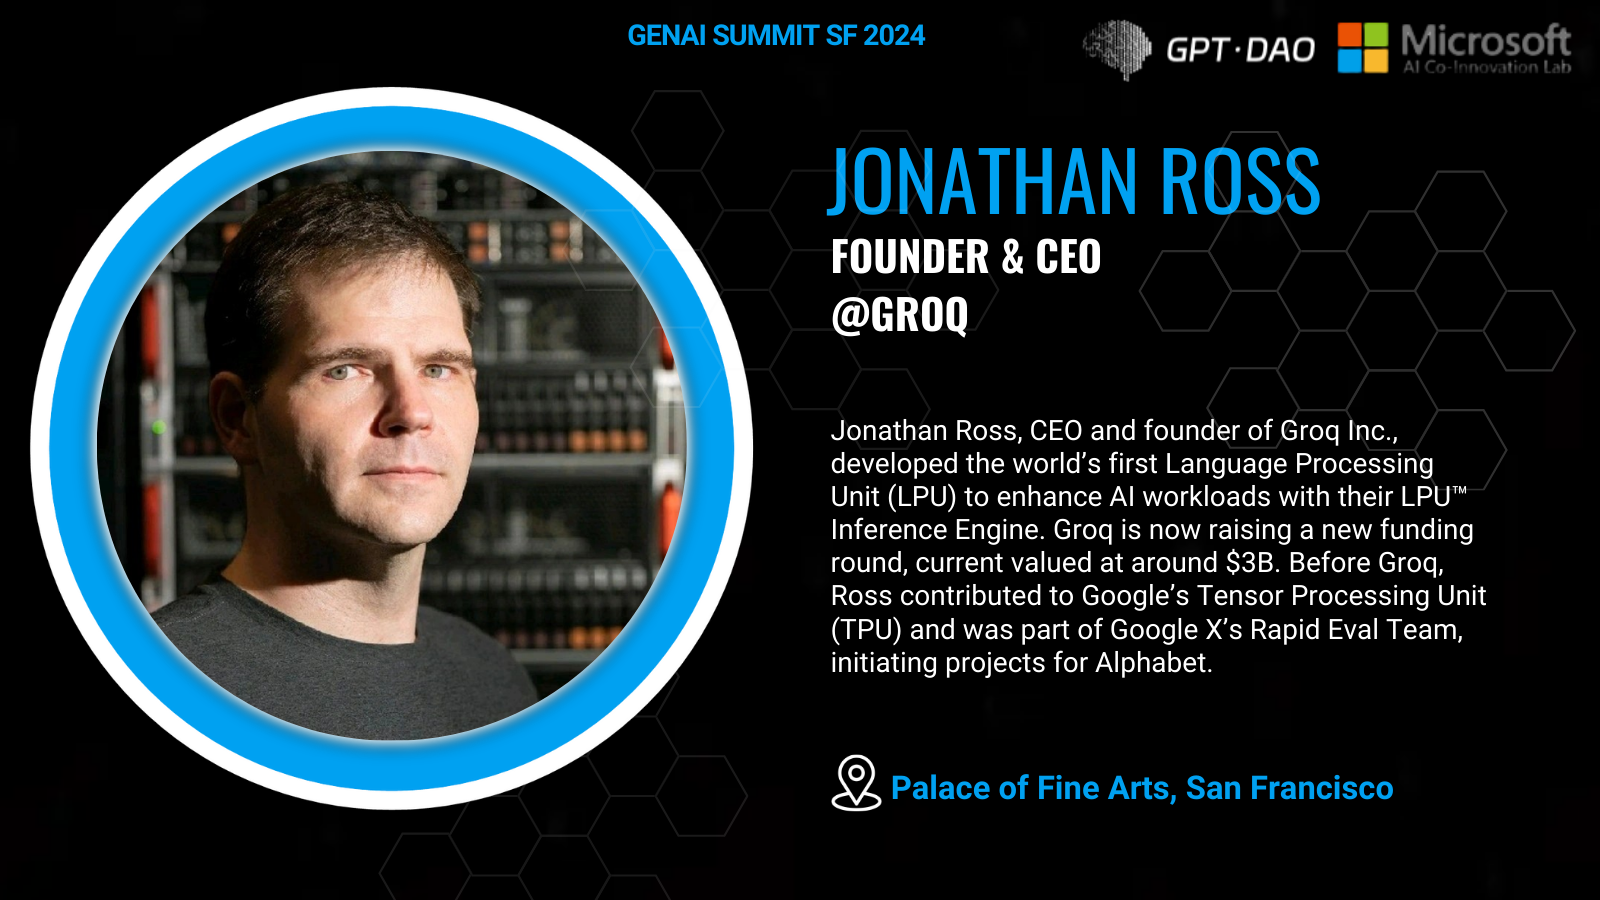 GENAI SUMMIT SF 2024
GPT·DAO
Microsoft
AI Co-Innovation Lab
JONATHAN ROSS
FOUNDER & CEO
@GROQ
Jonathan Ross, CEO and founder of Groq Inc.,
developed the world’s first Language Processing
Unit (LPU) to enhance AI workloads with their LPU™
Inference Engine. Groq is now raising a new funding
round, current valued at around $3B. Before Groq,
Ross contributed to Google’s Tensor Processing Unit
(TPU) and was part of Google X’s Rapid Eval Team,
initiating projects for Alphabet.
Palace of Fine Arts, San Francisco